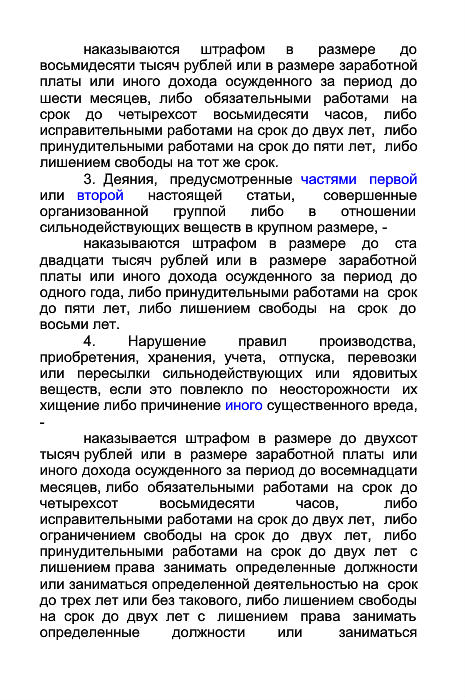 наказываются штрафом в размере до
восьмидесяти тысяч рублей или в размере заработной
платы или иного дохода осужденного за период до
шести месяцев, либо обязательными работами на
срок до четырехсот восьмидесяти часов, либо
исправительными работами на срок до двух лет, либо
принудительными работами на срок до пяти лет, либо
лишением свободы на тот же срок.
3. Деяния, предусмотренные частями первой
или второй настоящей статьи, совершенные
организованной группой либо в отношении
сильнодействующих веществ в крупном размере, -
наказываются штрафом в размере до ста
двадцати тысяч рублей или в размере заработной
платы или иного дохода осужденного за период до
одного года, либо принудительными работами на срок
до пяти лет, либо лишением свободы на срок до
восьми лет.
4. Нарушение правил производства,
приобретения, хранения, учета, отпуска, перевозки
или пересылки сильнодействующих или ядовитых
веществ, если это повлекло по неосторожности их
хищение либо причинение иного существенного вреда,
-
наказывается штрафом в размере до двухсот
тысяч рублей или в размере заработной платы или
иного дохода осужденного за период до восемнадцати
месяцев, либо обязательными работами на срок до
четырехсот восьмидесяти часов, либо
исправительными работами на срок до двух лет, либо
ограничением свободы на срок до двух лет, либо
принудительными работами на срок до двух лет с
лишением права занимать определенные должности
или заниматься определенной деятельностью на срок
до трех лет или без такового, либо лишением свободы
на срок до двух лет с лишением права занимать
определенные должности или заниматься